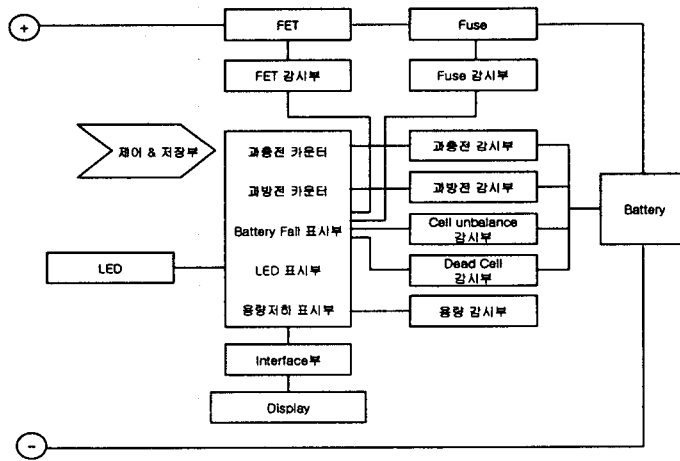 +
FET
Fuse
FET 감시부
Fuse 감시부
제어 & 저장부
과충전 카운터
과충전 감시부
과방전 카운터
과방전 감시부
Battery
Battery Fail 표시부
Cell unbalance
감시부
LED
LED 표시부
Dead Cell
감시부
용량저하 표시부
용량 감시부
Interface부
Display
-